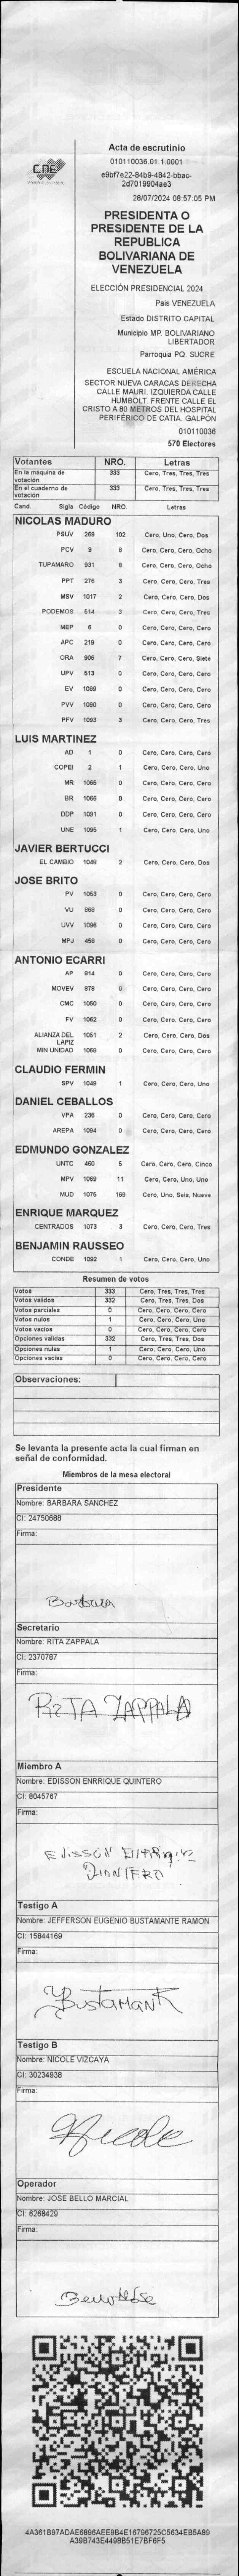 CNE
Acta de escrutinio
010110036.01.1.0001
e9bf7e22-84b9-4842-bbac-
2d7019904ae3
28/07/2024 08:57:05 PM
PRESIDENTA O
PRESIDENTE DE LA
REPUBLICA
BOLIVARIANA DE
VENEZUELA
ELECCIÓN PRESIDENCIAL 2024
País VENEZUELA
Estado DISTRITO CAPITAL
Municipio MP. BOLIVARIANO
LIBERTADOR
Parroquia PQ. SUCRE
ESCUELA NACIONAL AMÉRICA
SECTOR NUEVA CARACAS DERECHA
CALLE MAURI. IZQUIERDA CALLE
HUMBOLT. FRENTE CALLE EL
CRISTO A 80 METROS DEL HOSPITAL
PERIFÉRICO DE CATIA. GALPÓN
010110036
570 Electores
Votantes NRO. Letras
En la máquina de votación 333 Cero, Tres, Tres, Tres
En el cuaderno de votación 333 Cero, Tres, Tres, Tres
Cand. Sigla Código NRO. Letras
NICOLAS MADURO
PSUV 269 102 Cero, Uno, Cero, Dos
PCV 9 8 Cero, Cero, Cero, Ocho
TUPAMARO 931 8 Cero, Cero, Cero, Ocho
PPT 276 3 Cero, Cero, Cero, Tres
MSV 1017 2 Cero, Cero, Cero, Dos
PODEMOS 514 3 Cero, Cero, Cero, Tres
MEP 6 0 Cero, Cero, Cero, Cero
APC 219 0 Cero, Cero, Cero, Cero
ORA 906 7 Cero, Cero, Cero, Siete
UPV 513 0 Cero, Cero, Cero, Cero
EV 1089 0 Cero, Cero, Cero, Cero
PVV 1090 0 Cero, Cero, Cero, Cero
PFV 1093 3 Cero, Cero, Cero, Tres
LUIS MARTINEZ
AD 1 0 Cero, Cero, Cero, Cero
COPEI 2 1 Cero, Cero, Cero, Uno
MR 1065 0 Cero, Cero, Cero, Cero
BR 1066 0 Cero, Cero, Cero, Cero
DDP 1091 0 Cero, Cero, Cero, Cero
UNE 1095 1 Cero, Cero, Cero, Uno
JAVIER BERTUCCI
EL CAMBIO 1048 2 Cero, Cero, Cero, Dos
JOSE BRITO
PV 1053 0 Cero, Cero, Cero, Cero
VU 868 0 Cero, Cero, Cero, Cero
UVV 1096 0 Cero, Cero, Cero, Cero
MPJ 458 0 Cero, Cero, Cero, Cero
ANTONIO ECARRI
AP 814 0 Cero, Cero, Cero, Cero
MOVEV 978 0 Cero, Cero, Cero, Cero
CMC 1050 0 Cero, Cero, Cero, Cero
FV 1062 0 Cero, Cero, Cero, Cero
ALIANZA DEL LAPIZ 1051 2 Cero, Cero, Cero, Dos
MIN UNIDAD 1068 0 Cero, Cero, Cero, Cero
CLAUDIO FERMIN
SPV 1049 1 Cero, Cero, Cero, Uno
DANIEL CEBALLOS
VPA 236 0 Cero, Cero, Cero, Cero
AREPA 1094 0 Cero, Cero, Cero, Cero
EDMUNDO GONZALEZ
UNTC 460 5 Cero, Cero, Cero, Cinco
MPV 1069 11 Cero, Cero, Uno, Uno
MUD 1075 169 Cero, Uno, Seis, Nueve
ENRIQUE MARQUEZ
CENTRADOS 1073 3 Cero, Cero, Cero, Tres
BENJAMIN RAUSSEO
CONDE 1092 1 Cero, Cero, Cero, Uno
Resumen de votos
Votos 333 Cero, Tres, Tres, Tres
Votos validos 332 Cero, Tres, Tres, Dos
Votos parciales 0 Cero, Cero, Cero, Cero
Votos nulos 1 Cero, Cero, Cero, Uno
Votos vacios 0 Cero, Cero, Cero, Cero
Opciones validas 332 Cero, Tres, Tres, Dos
Opciones nulas 1 Cero, Cero, Cero, Uno
Opciones vacias 0 Cero, Cero, Cero, Cero
Observaciones:
Se levanta la presente acta la cual firman en
señal de conformidad.
Miembros de la mesa electoral
Presidente
Nombre: BARBARA SANCHEZ
CI: 24750688
Firma:
Secretario
Nombre: RITA ZAPPALA
CI: 2370787
Firma:
RITA ZAPPALA
Miembro A
Nombre: EDISSON ENRRIQUE QUINTERO
CI: 8045767
Firma:
Testigo A
Nombre: JEFFERSON EUGENIO BUSTAMANTE RAMON
CI: 15844169
Firma:
Testigo B
Nombre: NICOLE VIZCAYA
CI: 30234938
Firma:
Nicole
Operador
Nombre: JOSE BELLO MARCIAL
CI: 6268429
Firma:
4A361B97ADAE6896AEE9B4E16796725C5634EB5A89
A39B743E4498B51E7BF6F5